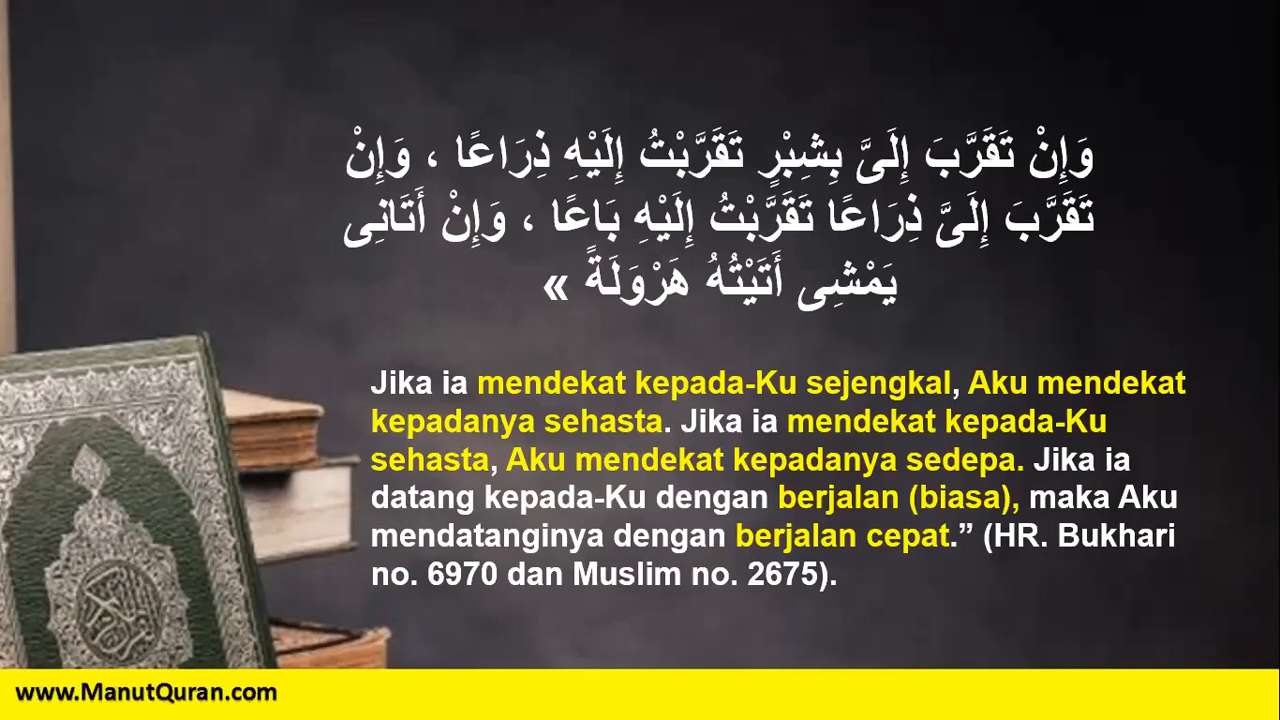 وَإِنْ تَقَرَّبَ إِلَىَّ بِشِبْرٍ تَقَرَّبْتُ إِلَيْهِ ذِرَاعًا ، وَإِنْ
تَقَرَّبَ إِلَىَّ ذِرَاعًا تَقَرَّبْتُ إِلَيْهِ بَاعًا ، وَإِنْ أَتَانِى
يَمْشِى أَتَيْتُهُ هَرْوَلَةً »
Jika ia mendekat kepada-Ku sejengkal, Aku mendekat
kepadanya sehasta. Jika ia mendekat kepada-Ku
sehasta, Aku mendekat kepadanya sedepa. Jika ia
datang kepada-Ku dengan berjalan (biasa), maka Aku
mendatanginya dengan berjalan cepat.” (HR. Bukhari
no. 6970 dan Muslim no. 2675).
www.ManutQuran.com